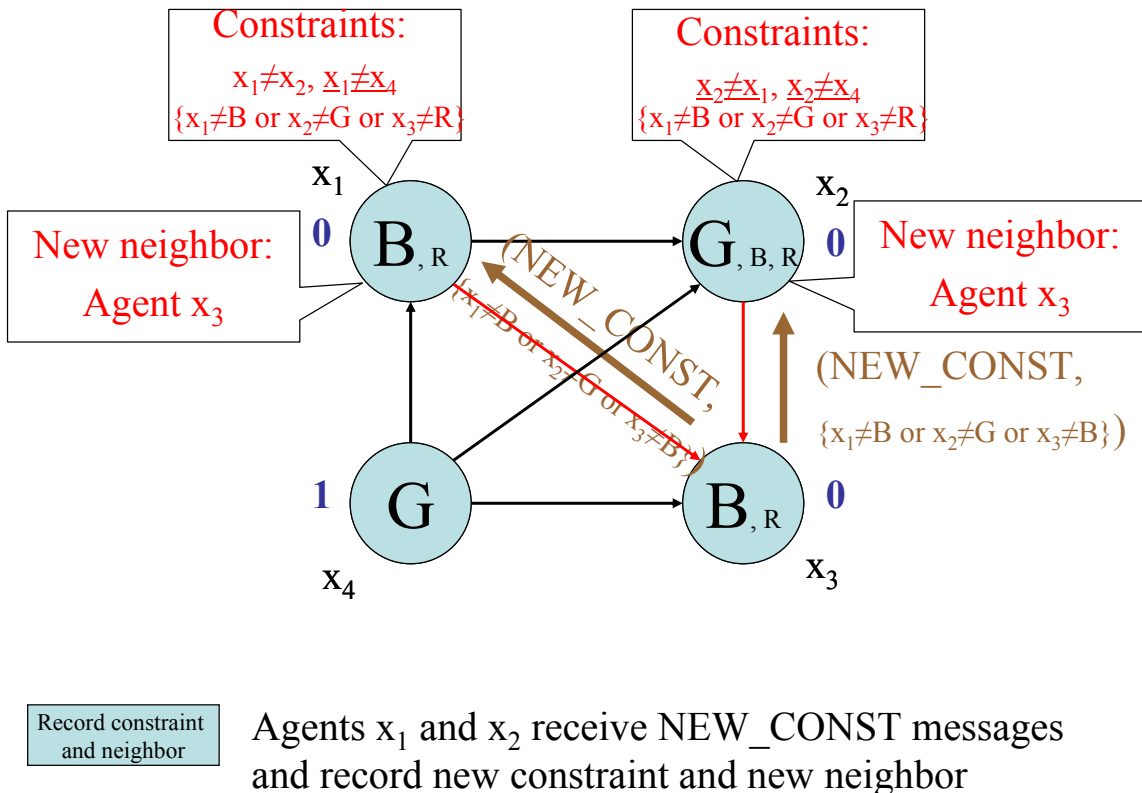 Constraints:
x₁≠x₂, x₁≠x₄
{x₁≠B or x₂≠G or x₃≠R}
Constraints:
x₂≠x₁, x₂≠x₄
{x₁≠B or x₂≠G or x₃≠R}
x₁
0
B, R
x₂
0
G, B, R
New neighbor:
Agent x₃
New neighbor:
Agent x₃
(NEW_CONST,
{x₁≠B or x₂≠G or x₃≠B})
(NEW_CONST,
{x₁≠B or x₂≠G or x₃≠B})
1
G
x₄
B, R
0
x₃
Record constraint
and neighbor
Agents x₁ and x₂ receive NEW_CONST messages
and record new constraint and new neighbor